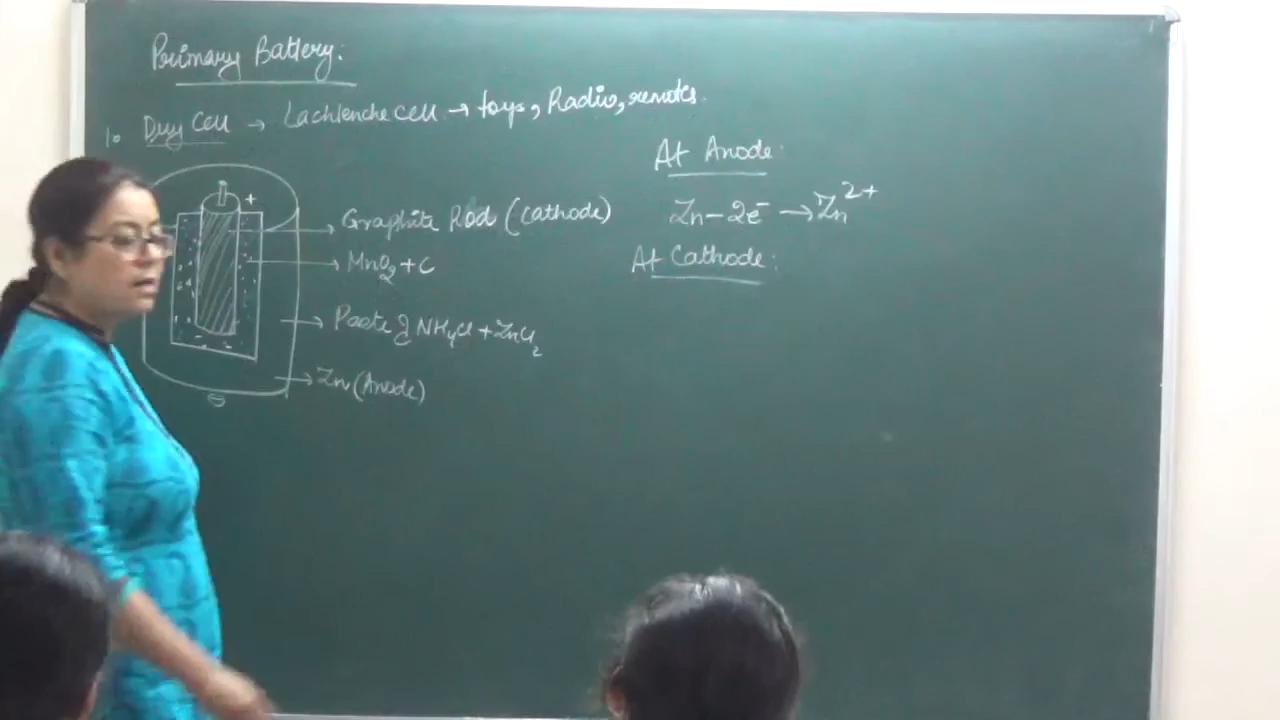 Primary Battery:
1. Dry Cell → Lachlenche cell → toys, Radio, remotes.
+
Graphite Rod (cathode)
MnO2 + C
Paste of NH4Cl + ZnCl2
Zn (Anode)
⊖
At Anode:
Zn - 2e⁻ → Zn²⁺
At Cathode: